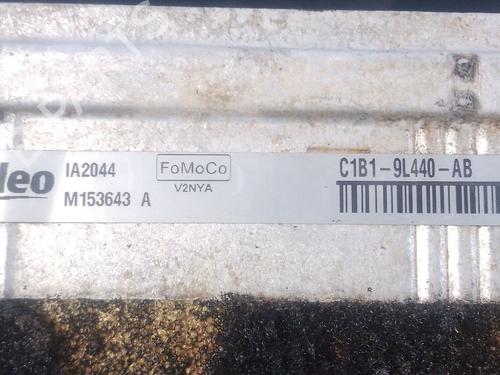 leo
IA2044
M153643 A
FoMoCo
V2NYA
C1B1-9L440-AB